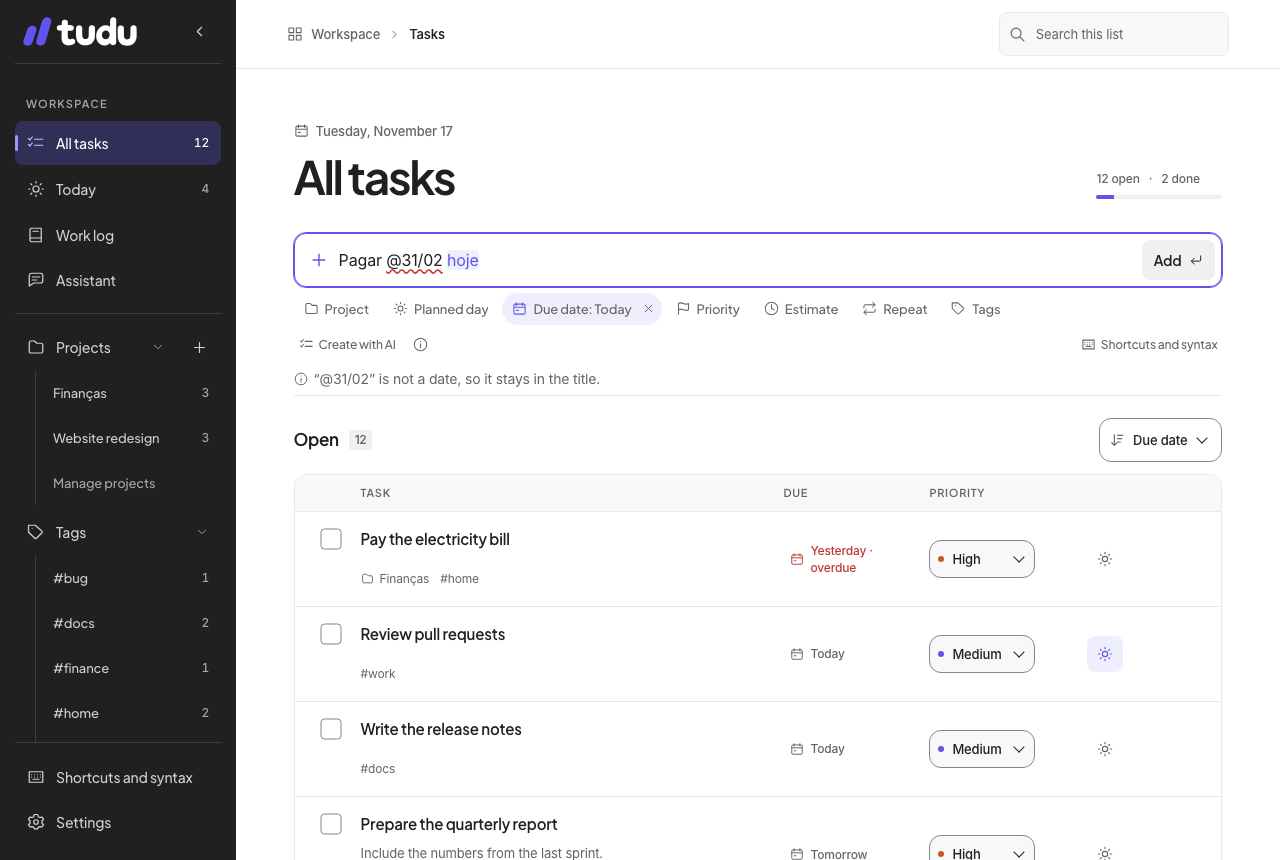 tudu
Workspace > Tasks
Search this list
WORKSPACE
All tasks 12
Today 4
Work log
Assistant
Projects
Finanças 3
Website redesign 3
Manage projects
Tags
#bug 1
#docs 2
#finance 1
#home 2
Shortcuts and syntax
Settings
Tuesday, November 17
All tasks
12 open · 2 done
Pagar @31/02 hoje
Add
Project Planned day Due date: Today Priority Estimate Repeat Tags
Create with AI Shortcuts and syntax
“@31/02” is not a date, so it stays in the title.
Open 12
Due date
TASK DUE PRIORITY
Pay the electricity bill
Finanças #home
Yesterday ·
overdue
High
Review pull requests
#work
Today
Medium
Write the release notes
#docs
Today
Medium
Prepare the quarterly report
Include the numbers from the last sprint.
Tomorrow
High